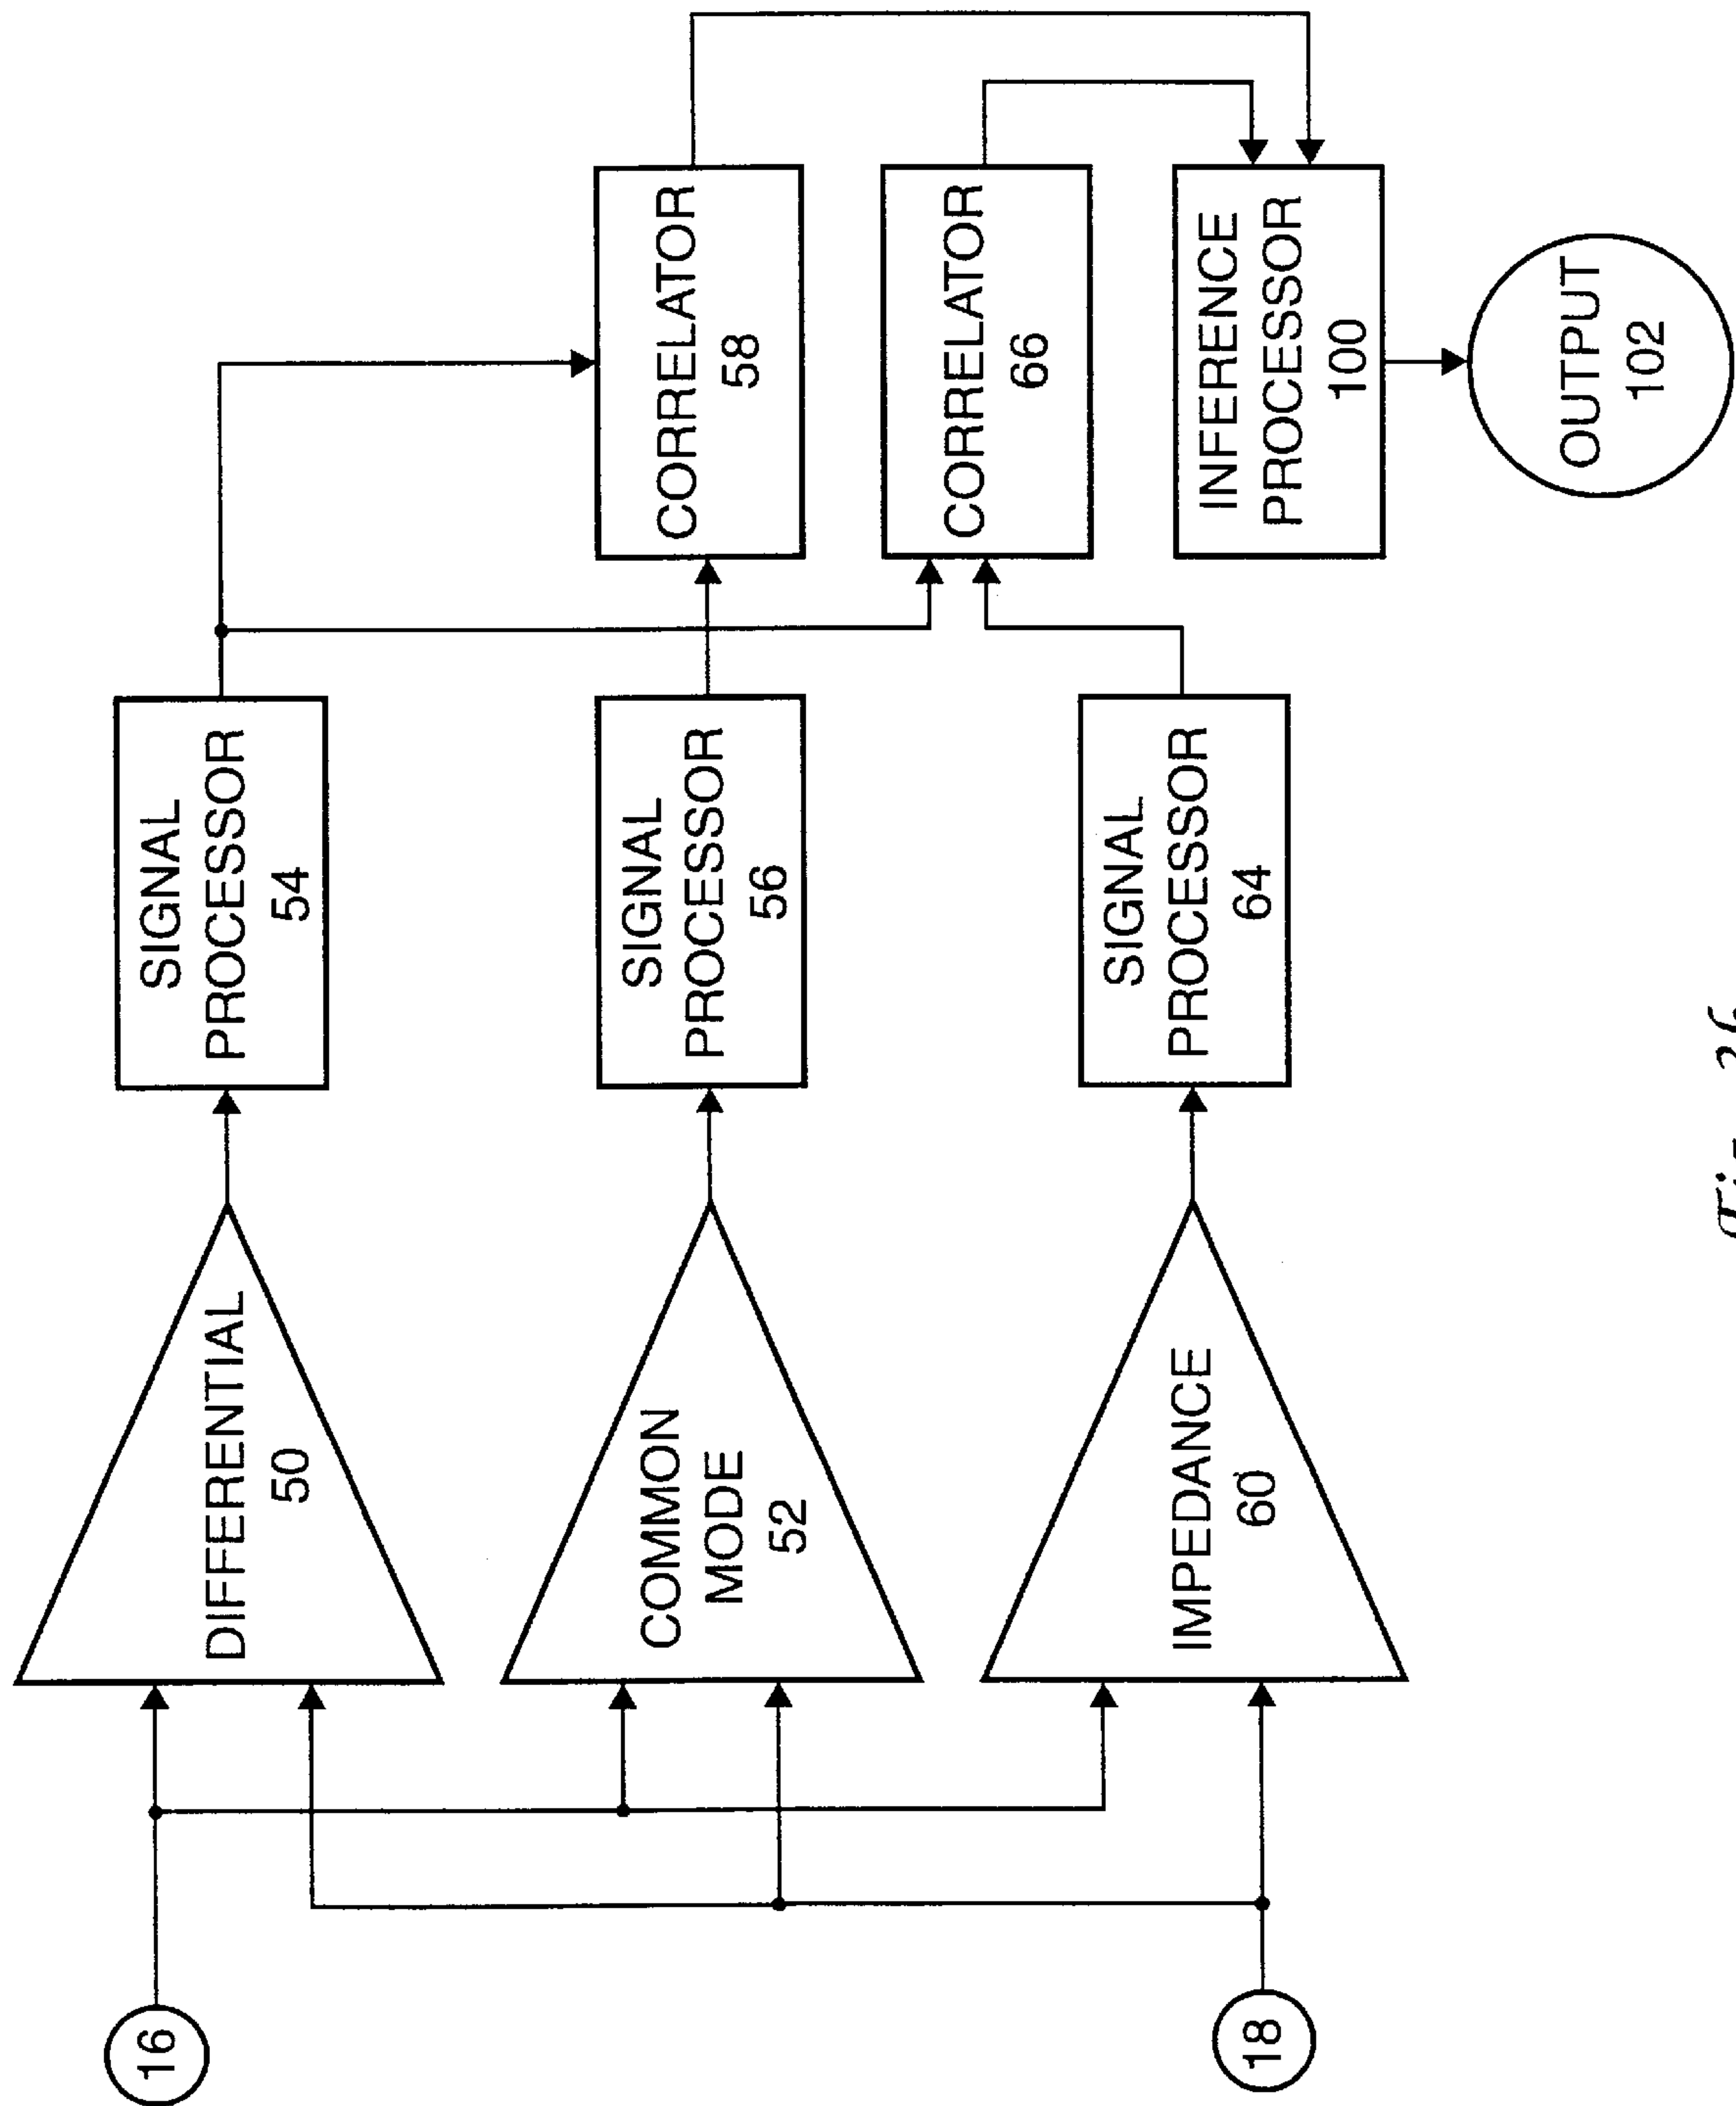 16
18
DIFFERENTIAL
50
COMMON
MODE
52
IMPEDANCE
60
SIGNAL
PROCESSOR
54
SIGNAL
PROCESSOR
56
SIGNAL
PROCESSOR
64
CORRELATOR
58
CORRELATOR
66
INFERENCE
PROCESSOR
100
OUTPUT
102